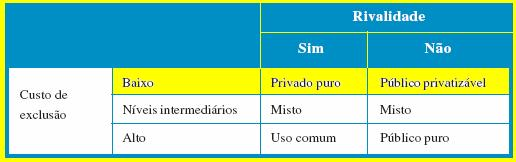 Rivalidade
Sim Não
Custo de exclusão
Baixo Privado puro Público privatizável
Níveis intermediários Misto Misto
Alto Uso comum Público puro